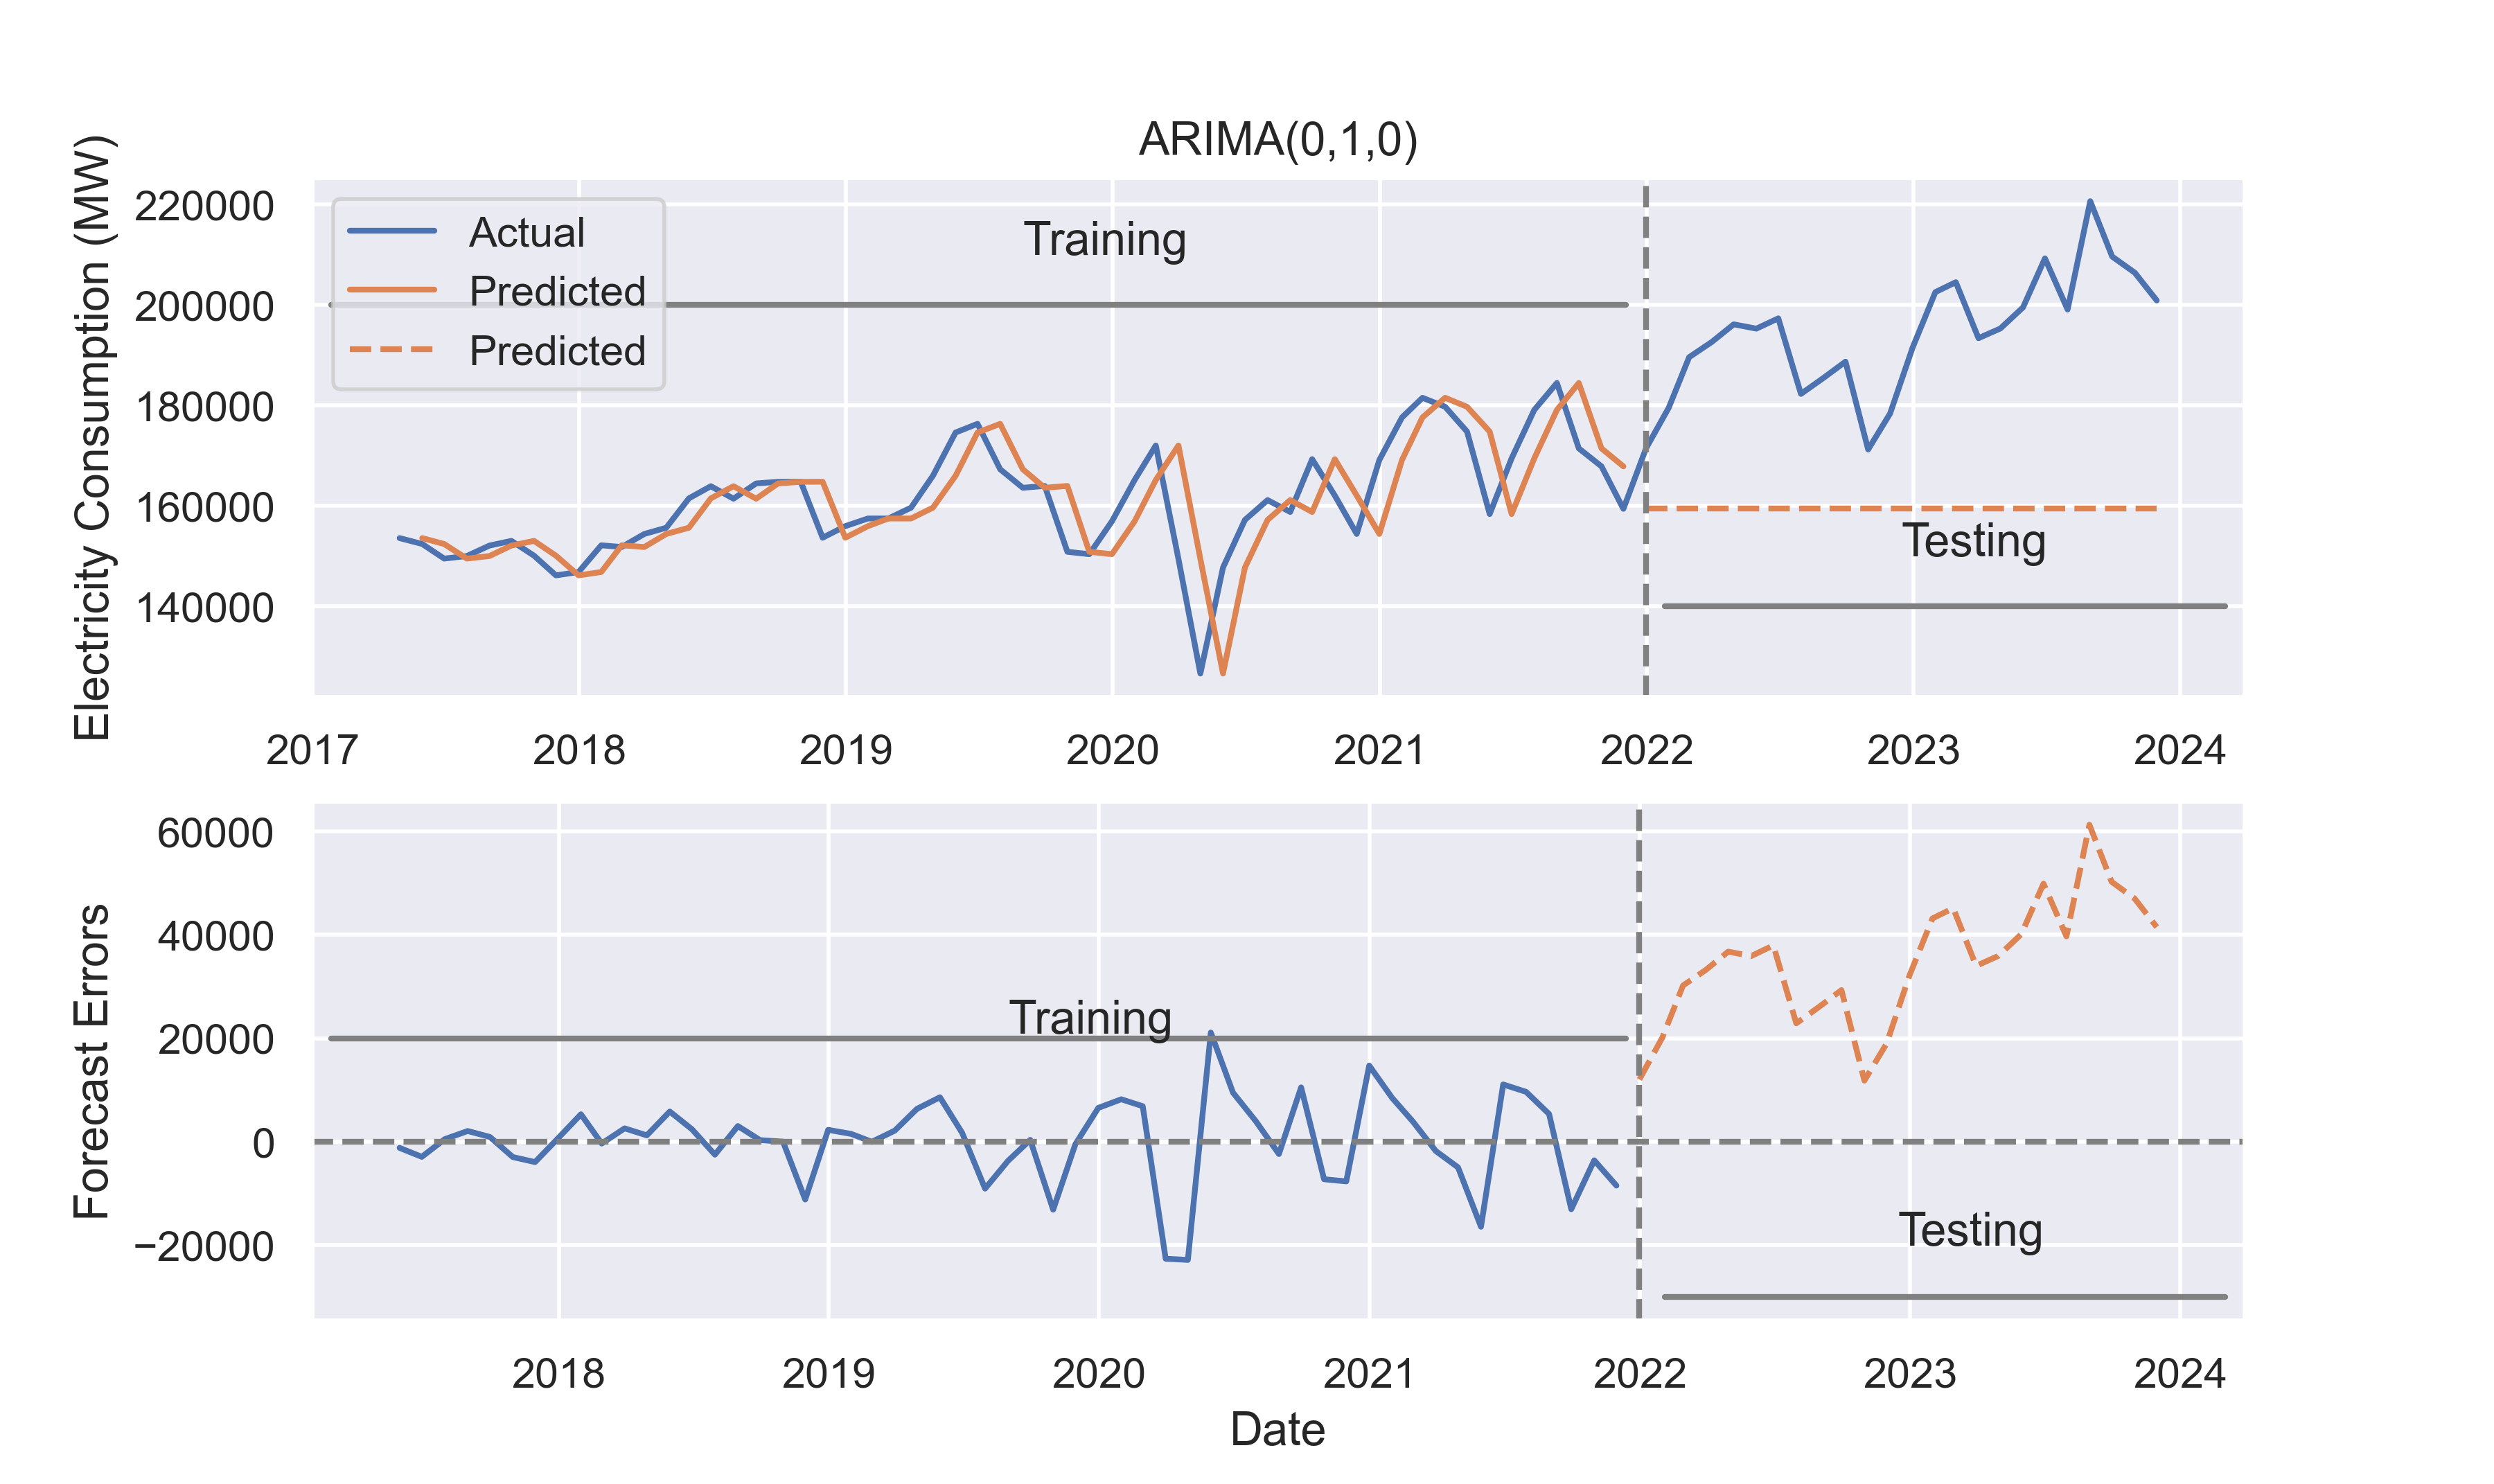 ARIMA(0,1,0)
Electricity Consumption (MW)
220000
200000
180000
160000
140000
Actual
Predicted
Predicted
Training
Testing
2017 2018 2019 2020 2021 2022 2023 2024
Forecast Errors
60000
40000
20000
0
−20000
Training
Testing
2018 2019 2020 2021 2022 2023 2024
Date